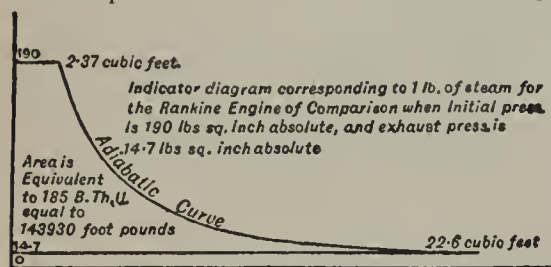 190
2·37 cubic feet.
Indicator diagram corresponding to 1 lb. of steam for
the Rankine Engine of Comparison when Initial press.
is 190 lbs sq. inch absolute, and exhaust press. is
14·7 lbs sq. inch absolute
Adiabatic Curve
Area is
Equivalent
to 185 B.Th.U.
equal to
143930 foot pounds
14·7
0
22·6 cubic feet